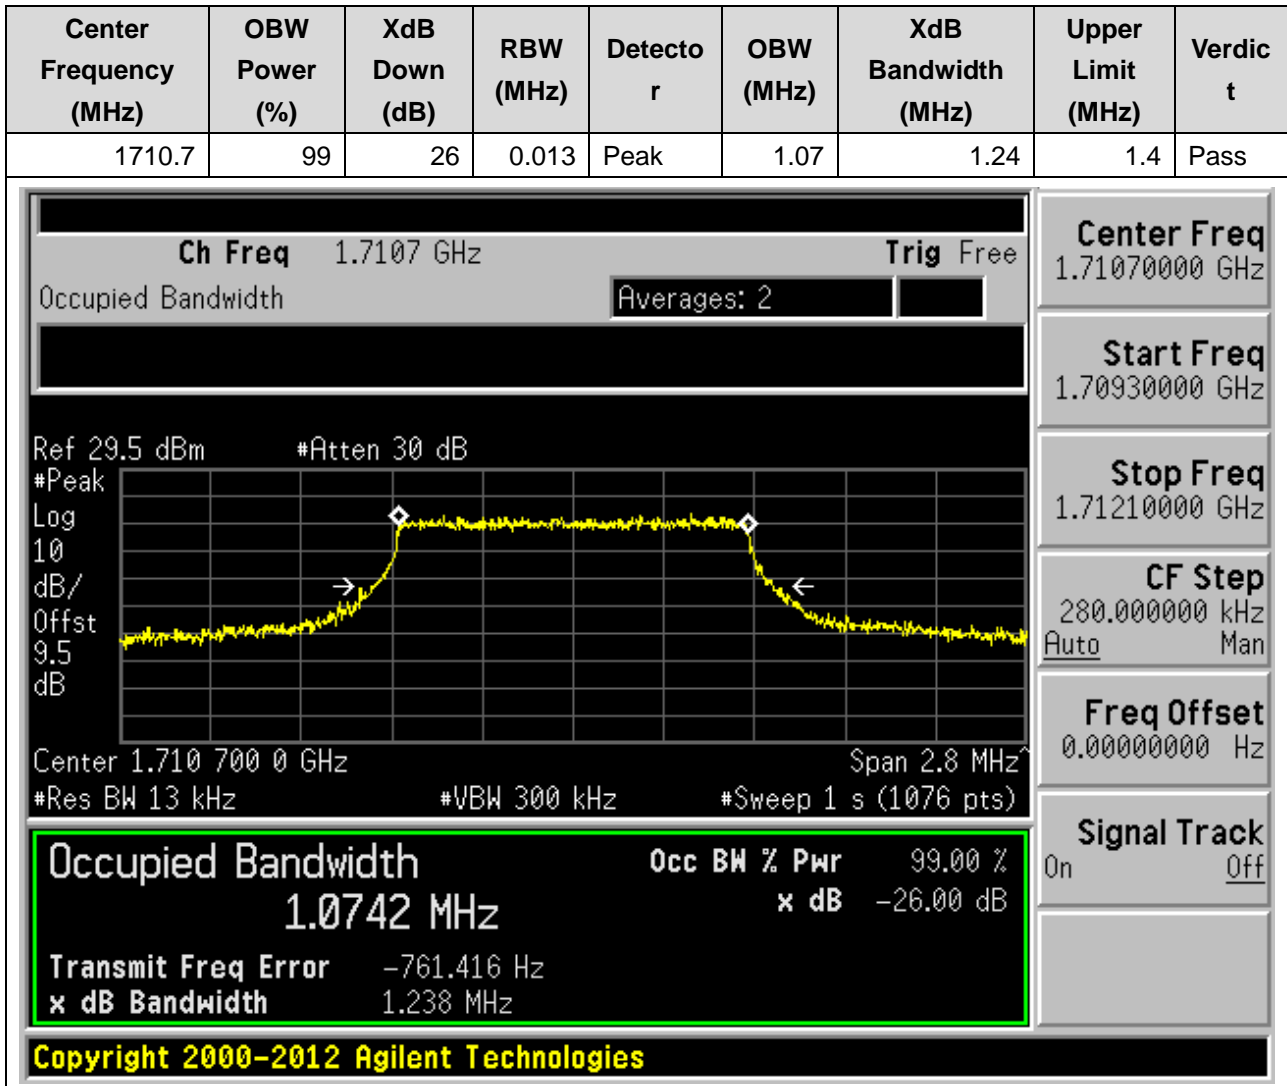 Center Frequency (MHz) OBW Power (%) XdB Down (dB) RBW (MHz) Detecto r OBW (MHz) XdB Bandwidth (MHz) Upper Limit (MHz) Verdic t
1710.7 99 26 0.013 Peak 1.07 1.24 1.4 Pass
Ch Freq 1.7107 GHz Trig Free
Occupied Bandwidth Averages: 2
Ref 29.5 dBm #Atten 30 dB
#Peak
Log
10
dB/
Offst
9.5
dB
Center 1.710 700 0 GHz Span 2.8 MHz^
#Res BW 13 kHz #VBW 300 kHz #Sweep 1 s (1076 pts)
Occupied Bandwidth Occ BW % Pwr 99.00 %
1.0742 MHz x dB -26.00 dB
Transmit Freq Error -761.416 Hz
x dB Bandwidth 1.238 MHz
Copyright 2000-2012 Agilent Technologies
Center Freq
1.71070000 GHz
Start Freq
1.70930000 GHz
Stop Freq
1.71210000 GHz
CF Step
280.000000 kHz
Auto Man
Freq Offset
0.00000000 Hz
Signal Track
On Off